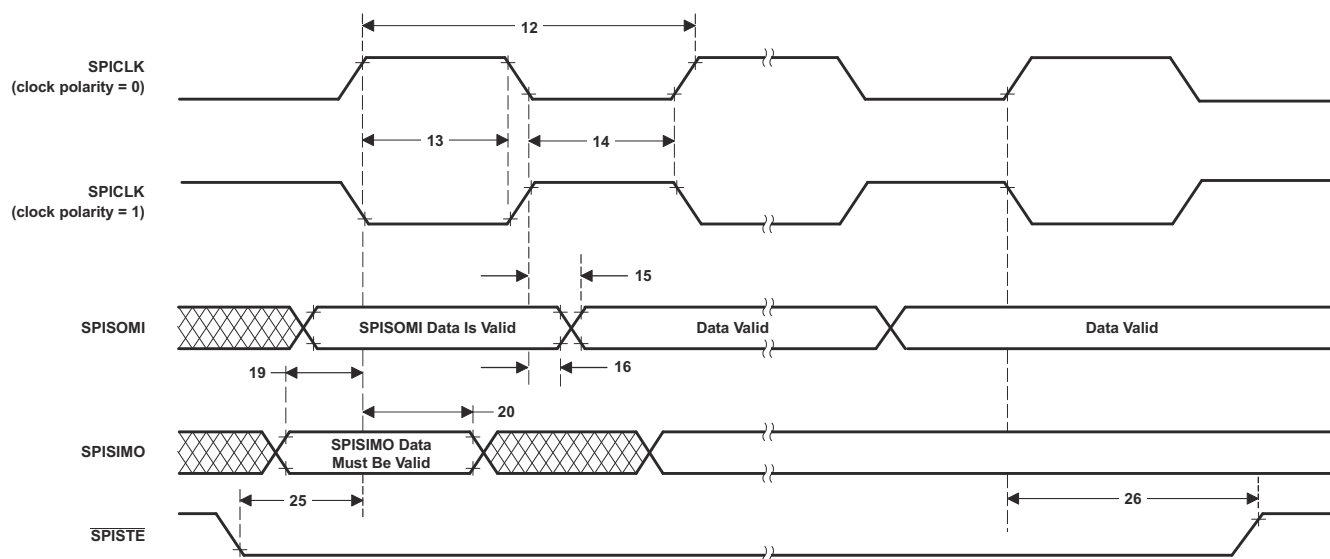 12
SPICLK
(clock polarity = 0)
13
14
SPICLK
(clock polarity = 1)
15
SPISOMI
SPISOMI Data Is Valid
Data Valid
Data Valid
19
16
20
SPISIMO
SPISIMO Data
Must Be Valid
25
26
SPISTE